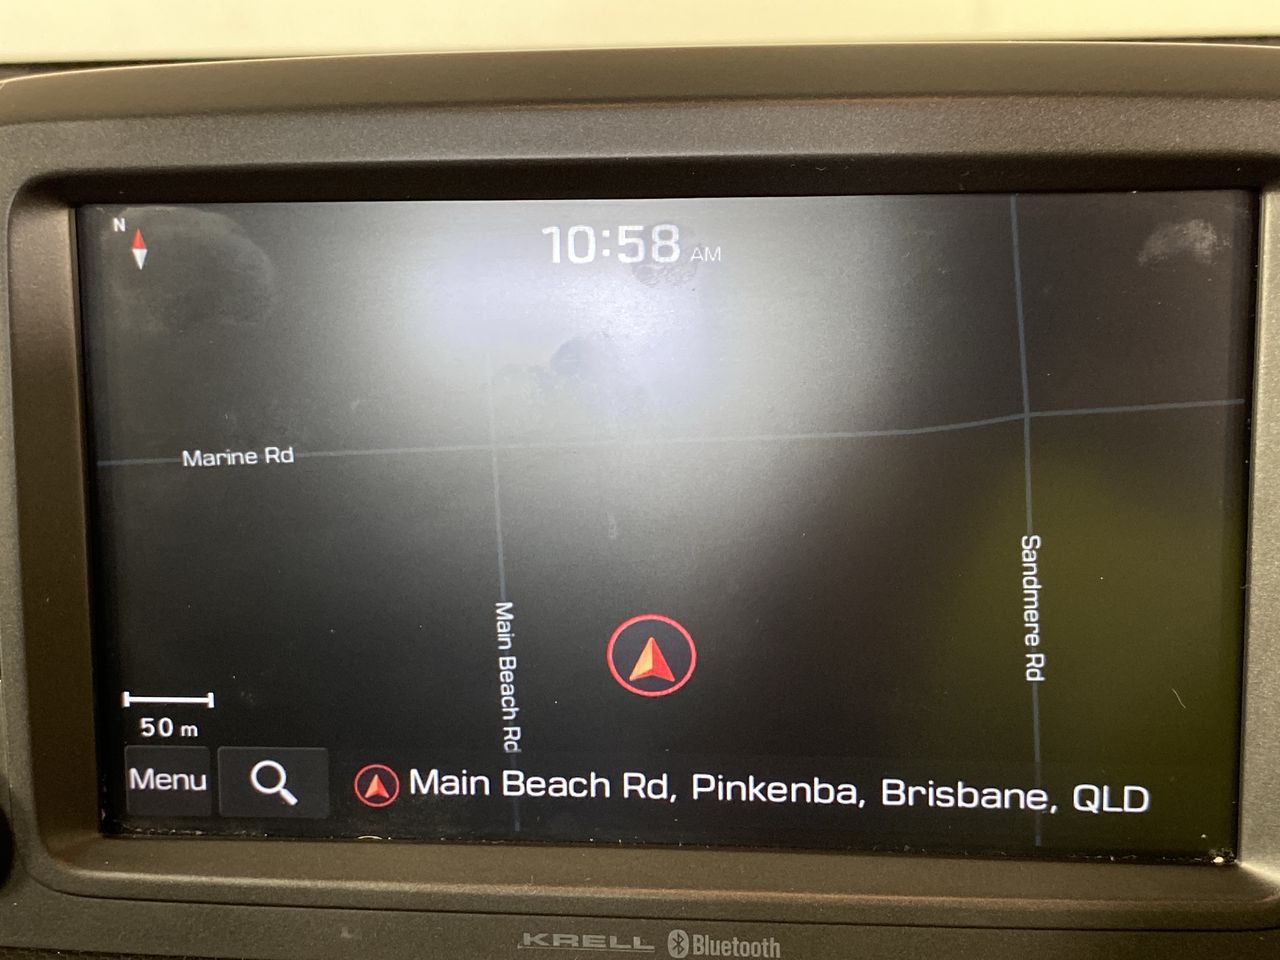 N
10:58 AM
Marine Rd
Sandmere Rd
Main Beach Rd
50 m
Menu
Main Beach Rd, Pinkenba, Brisbane, QLD
KRELL Bluetooth